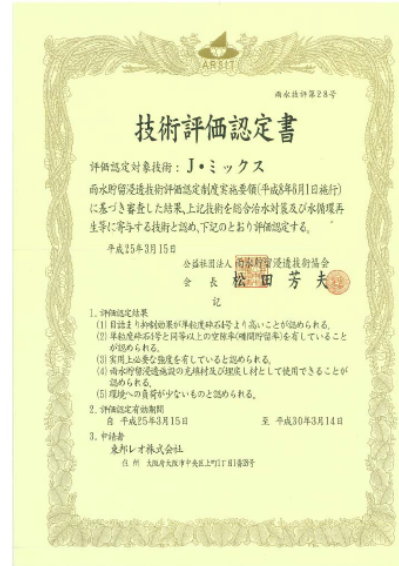 ARSIT
雨水技評第28号
技術評価認定書
評価認定対象技術：J・ミックス
雨水貯留浸透技術評価認定制度実施要領(平成8年6月1日施行)
に基づき審査した結果、上記技術を総合治水対策及び水循環再
生等に寄与する技術と認め、下記のとおり評価認定する。
平成25年3月15日
公益社団法人 雨水貯留浸透技術協会
会長 松田芳夫
記
1. 評価認定結果
(1) 目詰まり抑制効果が単粒度砕石4号より高いことが認められる。
(2) 単粒度砕石4号と同等以上の空隙率(隙間貯留率)を有していること
が認められる。
(3) 実用上必要な強度を有していると認められる。
(4) 雨水貯留浸透施設の充填材及び埋戻し材として使用できることが
認められる。
(5) 環境への負荷が少ないものと認められる。
2. 評価認定有効期間
自 平成25年3月15日 至 平成30年3月14日
3. 申請者
東邦レオ株式会社
住所 大阪府大阪市中央区上町1丁目1番28号